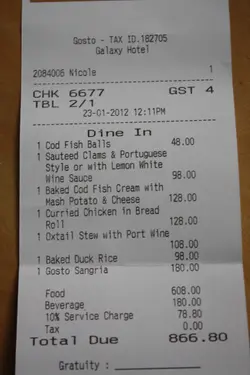 Gosto - TAX ID.182705
Galaxy Hotel
2084006 Nicole 1
CHK 6677 GST 4
TBL 2/1
23-01-2012 12:11PM
Dine In
1 Cod Fish Balls 48.00
1 Sauteed Clams & Portuguese
Style or with Lemon White
Wine Sauce 98.00
1 Baked Cod Fish Cream with
Mash Potato & Cheese 128.00
1 Curried Chicken in Bread
Roll 128.00
1 Oxtail Stew with Port Wine
108.00
1 Baked Duck Rice 98.00
1 Gosto Sangria 180.00
Food 608.00
Beverage 180.00
10% Service Charge 78.80
Tax 0.00
Total Due 866.80
Gratuity :